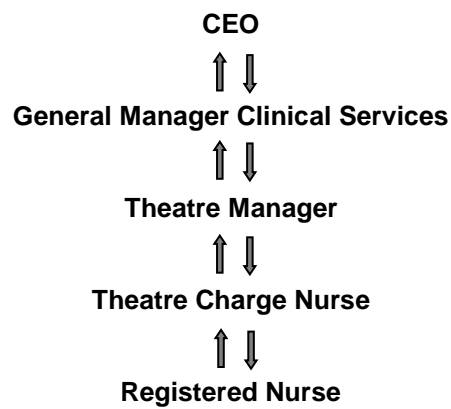 CEO
General Manager Clinical Services
Theatre Manager
Theatre Charge Nurse
Registered Nurse